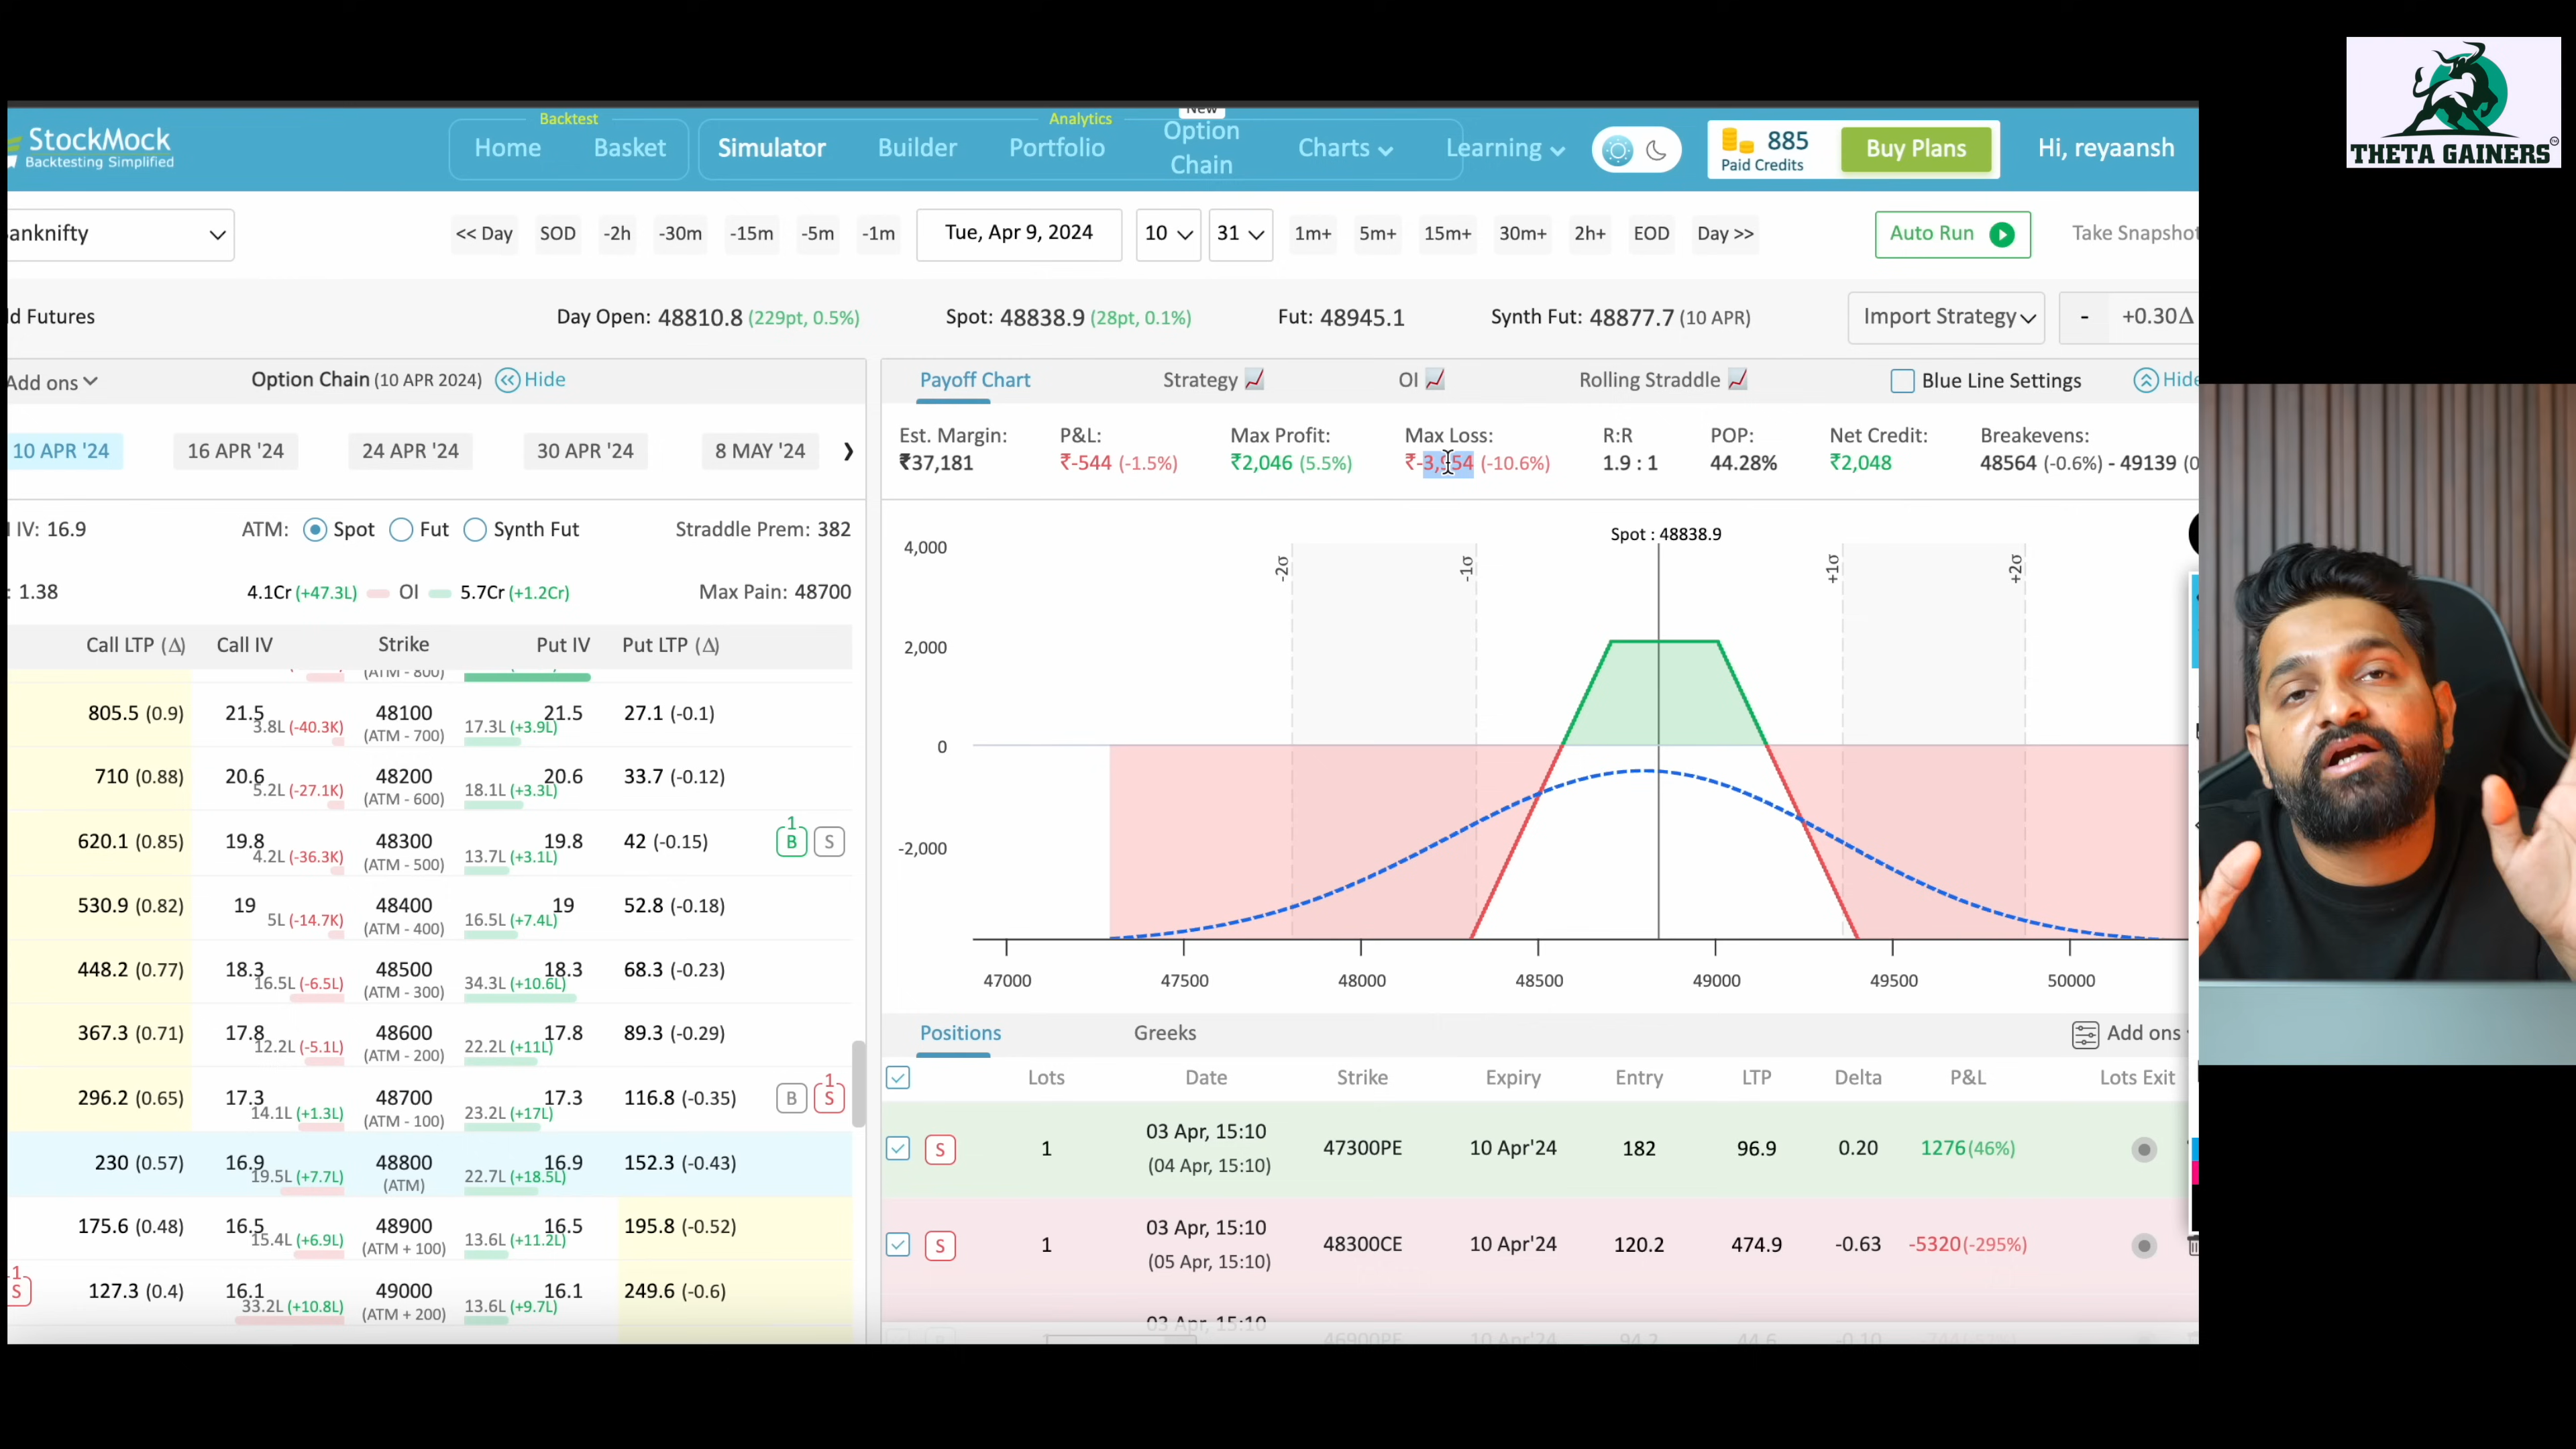 THETA GAINERS
StockMock
Backtesting Simplified
Backtest
Home
Basket
Analytics
Simulator
Builder
Portfolio
New
Option
Chain
Charts
Learning
885
Paid Credits
Buy Plans
Hi, reyaansh
anknifty
<< Day
SOD
-2h
-30m
-15m
-5m
-1m
Tue, Apr 9, 2024
10
31
1m+
5m+
15m+
30m+
2h+
EOD
Day >>
Auto Run
Take Snapshot
d Futures
Day Open: 48810.8 (229pt, 0.5%)
Spot: 48838.9 (28pt, 0.1%)
Fut: 48945.1
Synth Fut: 48877.7 (10 APR)
Import Strategy
-
+0.30Δ
Add ons
Option Chain (10 APR 2024)
Hide
10 APR '24
16 APR '24
24 APR '24
30 APR '24
8 MAY '24
IV: 16.9
ATM:
Spot
Fut
Synth Fut
Straddle Prem: 382
: 1.38
4.1Cr (+47.3L)
OI
5.7Cr (+1.2Cr)
Max Pain: 48700
Call LTP (Δ)
Call IV
Strike
Put IV
Put LTP (Δ)
(ATM - 800)
805.5 (0.9)
21.5
3.8L (-40.3K)
48100
(ATM - 700)
17.3L (+3.9L)
21.5
27.1 (-0.1)
710 (0.88)
20.6
5.2L (-27.1K)
48200
(ATM - 600)
18.1L (+3.3L)
20.6
33.7 (-0.12)
620.1 (0.85)
19.8
4.2L (-36.3K)
48300
(ATM - 500)
13.7L (+3.1L)
19.8
42 (-0.15)
1
B
S
530.9 (0.82)
19
5L (-14.7K)
48400
(ATM - 400)
16.5L (+7.4L)
19
52.8 (-0.18)
448.2 (0.77)
18.3
16.5L (-6.5L)
48500
(ATM - 300)
34.3L (+10.6L)
18.3
68.3 (-0.23)
367.3 (0.71)
17.8
12.2L (-5.1L)
48600
(ATM - 200)
22.2L (+11L)
17.8
89.3 (-0.29)
296.2 (0.65)
17.3
14.1L (+1.3L)
48700
(ATM - 100)
23.2L (+17L)
17.3
116.8 (-0.35)
B
1
S
230 (0.57)
16.9
19.5L (+7.7L)
48800
(ATM)
22.7L (+18.5L)
16.9
152.3 (-0.43)
175.6 (0.48)
16.5
15.4L (+6.9L)
48900
(ATM + 100)
13.6L (+11.2L)
16.5
195.8 (-0.52)
1
S
127.3 (0.4)
16.1
33.2L (+10.8L)
49000
(ATM + 200)
13.6L (+9.7L)
16.1
249.6 (-0.6)
Payoff Chart
Strategy
OI
Rolling Straddle
Blue Line Settings
Hide
Est. Margin:
₹37,181
P&L:
₹-544 (-1.5%)
Max Profit:
₹2,046 (5.5%)
Max Loss:
₹-3,954 (-10.6%)
R:R
1.9 : 1
POP:
44.28%
Net Credit:
₹2,048
Breakevens:
48564 (-0.6%) - 49139 (0
Spot : 48838.9
4,000
2,000
0
-2,000
-2σ
-1σ
+1σ
+2σ
47000
47500
48000
48500
49000
49500
50000
Positions
Greeks
Add ons
Lots
Date
Strike
Expiry
Entry
LTP
Delta
P&L
Lots Exit
S
1
03 Apr, 15:10
(04 Apr, 15:10)
47300PE
10 Apr'24
182
96.9
0.20
1276(46%)
S
1
03 Apr, 15:10
(05 Apr, 15:10)
48300CE
10 Apr'24
120.2
474.9
-0.63
-5320(-295%)
03 Apr, 15:10
46900PE
10 Apr'24
94.2
44.6
-0.10